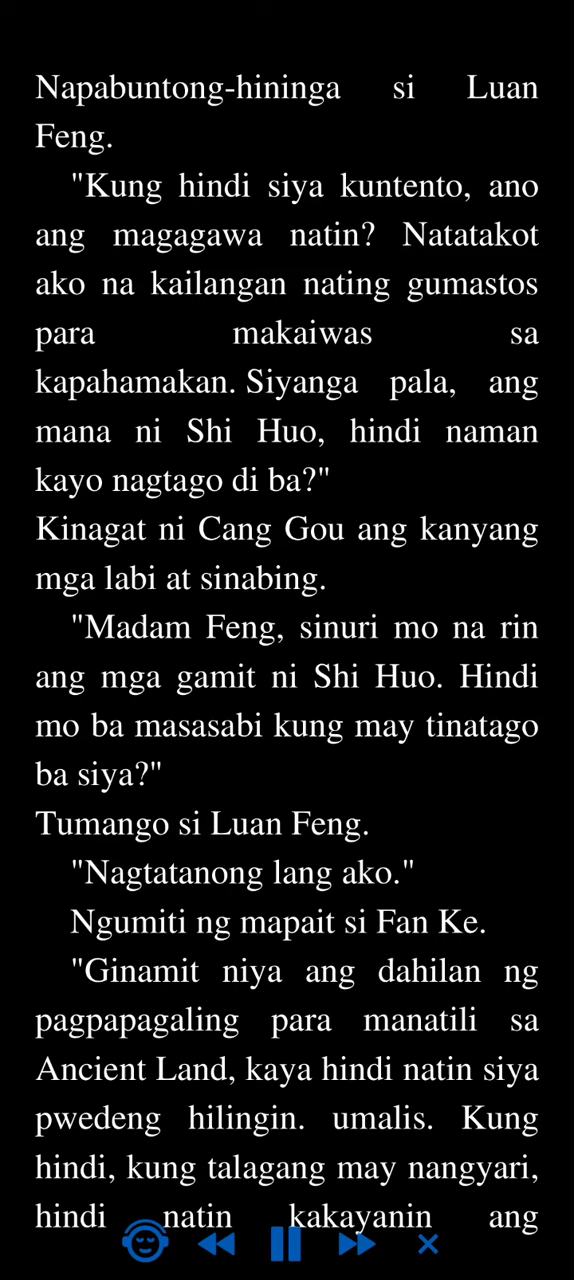 Napabuntong-hininga si Luan
Feng.
"Kung hindi siya kuntento, ano
ang magagawa natin? Natatakot
ako na kailangan nating gumastos
para makaiwas sa
kapahamakan. Siyanga pala, ang
mana ni Shi Huo, hindi naman
kayo nagtago di ba?"
Kinagat ni Cang Gou ang kanyang
mga labi at sinabing.
"Madam Feng, sinuri mo na rin
ang mga gamit ni Shi Huo. Hindi
mo ba masasabi kung may tinatago
ba siya?"
Tumango si Luan Feng.
"Nagtatanong lang ako."
Ngumiti ng mapait si Fan Ke.
"Ginamit niya ang dahilan ng
pagpapagaling para manatili sa
Ancient Land, kaya hindi natin siya
pwedeng hilingin. umalis. Kung
hindi, kung talagang may nangyari,
hindi natin kakayanin ang